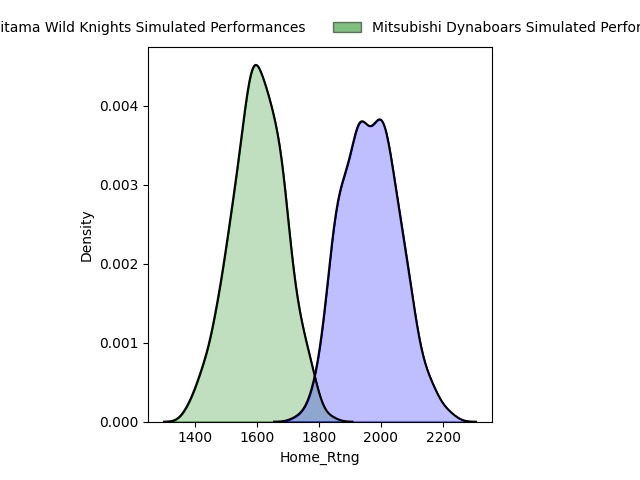 itama Wild Knights Simulated Performances Mitsubishi Dynaboars Simulated Perfor
0.004
0.003
0.002
0.001
0.000
Density
1400 1600 1800 2000 2200
Home_Rtng